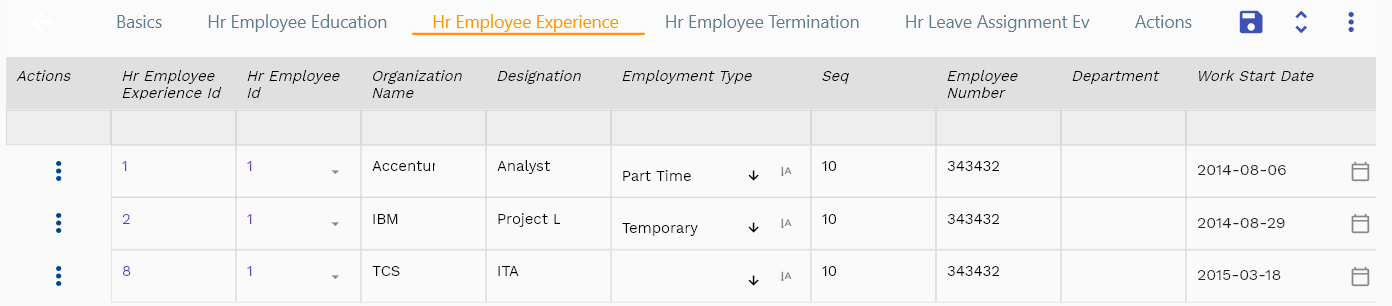 Basics Hr Employee Education Hr Employee Experience Hr Employee Termination Hr Leave Assignment Ev Actions
Actions Hr Employee Hr Employee Organization Designation Employment Type Seq Employee Department Work Start Date
Experience Id Id Name Number
1 1 Accentur Analyst Part Time A 10 343432 2014-08-06
2 1 IBM Project L Temporary A 10 343432 2014-08-29
8 1 TCS ITA A 10 343432 2015-03-18